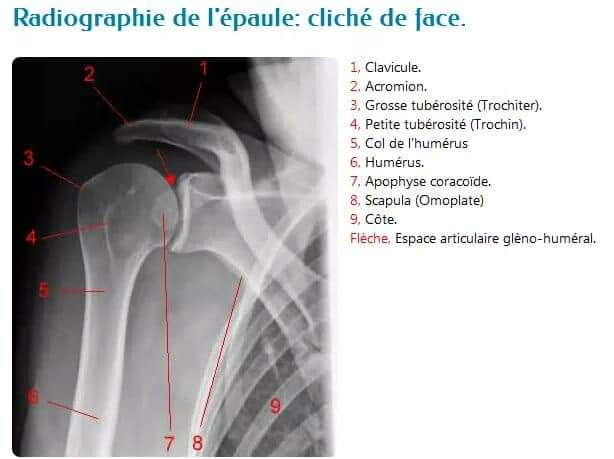 Radiographie de l'épaule: cliché de face.
1, Clavicule.
2, Acromion.
3, Grosse tubérosité (Trochiter).
4, Petite tubérosité (Trochin).
5, Col de l'humérus
6, Humérus.
7, Apophyse coracoïde.
8, Scapula (Omoplate)
9, Côte.
Flèche, Espace articulaire glèno-huméral.
2
1
3
4
5
6
7
8
9